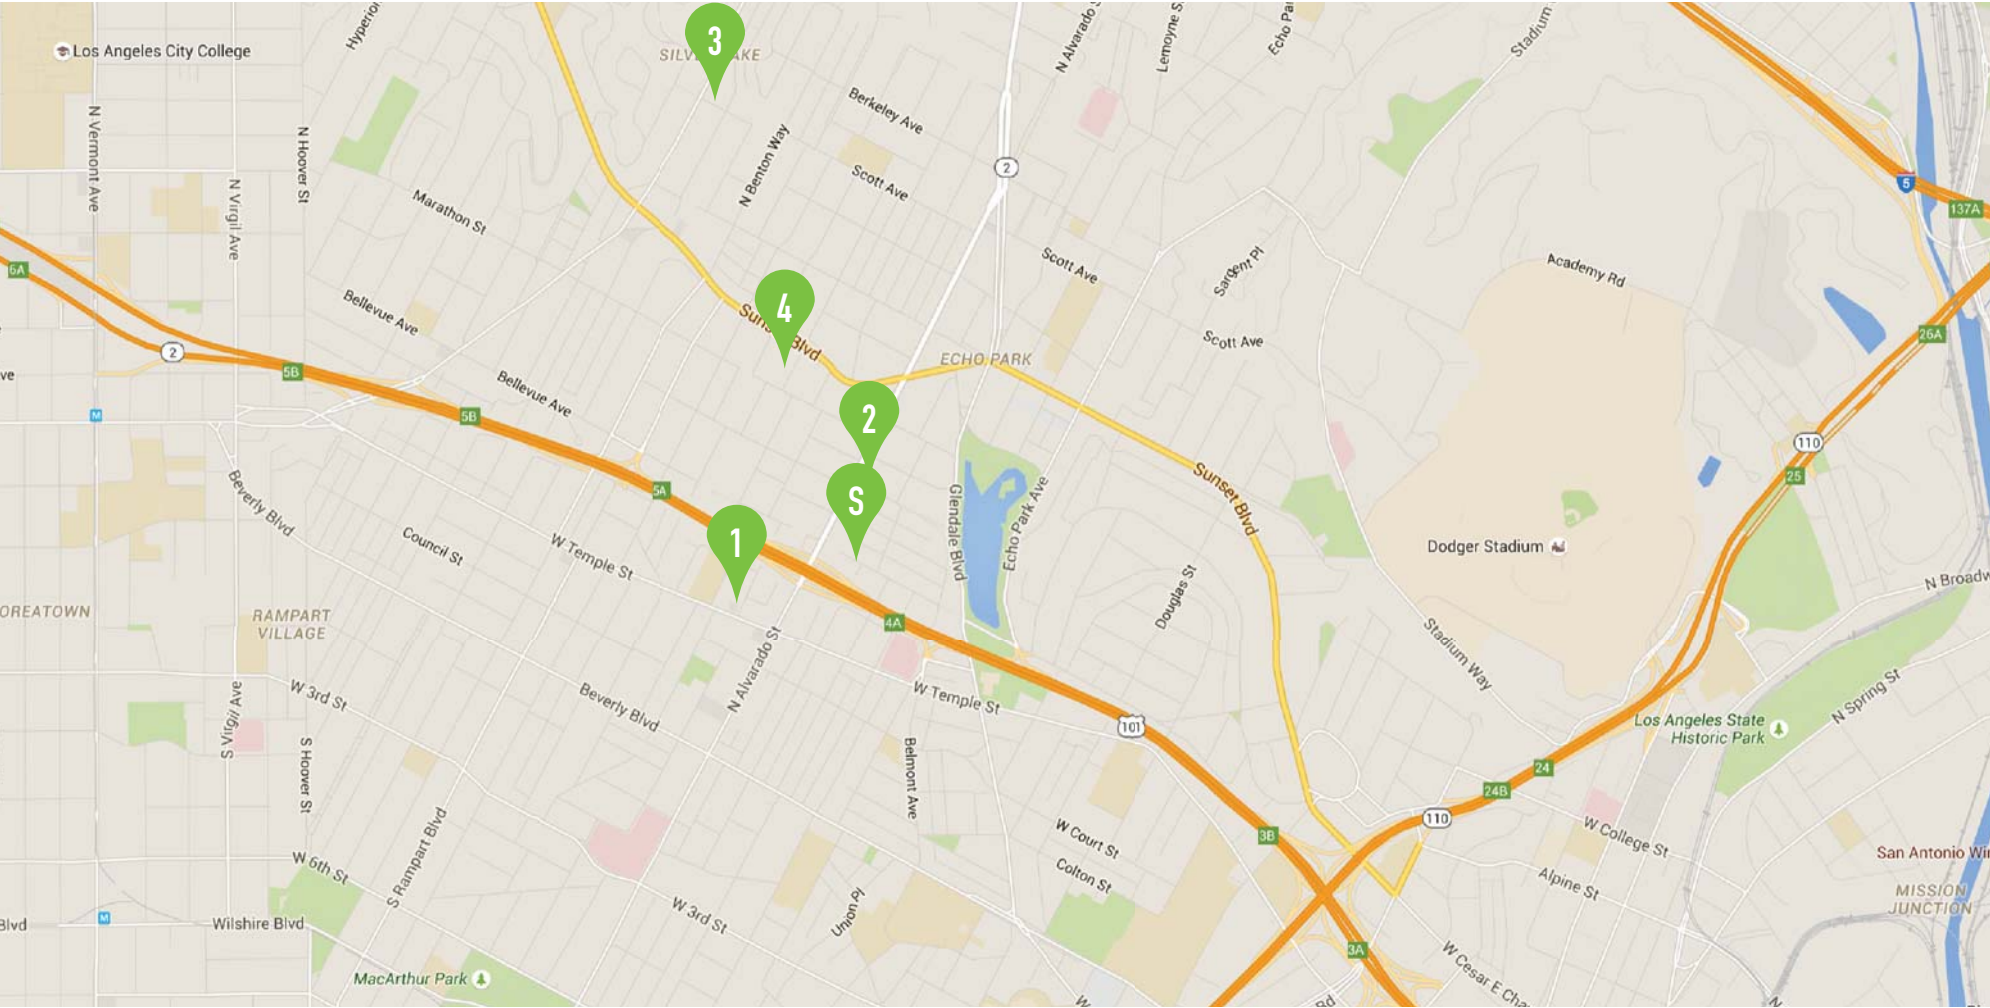 Hyperion
3
SILV
AKE
N Alvarado S
Lemoyne S
Echo Pa
Stadium
Los Angeles City College
N Vermont Ave
N Virgil Ave
N Hoover St
Berkeley Ave
N Benton Way
Scott Ave
2
5
137A
Marathon St
Scott Ave
Sargent Pl
Academy Rd
6A
Bellevue Ave
4
Sun
Blvd
Scott Ave
26A
2
5B
ECHO PARK
ve
Bellevue Ave
M
5B
2
110
25
Beverly Blvd
5A
S
Glendale Blvd
Echo Park Ave
Sunset Blvd
1
Council St
W Temple St
Dodger Stadium
N Broadw
OREATOWN
RAMPART
VILLAGE
4A
Douglas St
Stadium Way
N Alvarado St
W 3rd St
Beverly Blvd
W Temple St
101
S Virgil Ave
S Hoover St
Belmont Ave
Los Angeles State
Historic Park
N Spring St
24
24B
110
3B
W Court St
W College St
San Antonio Wi
W 6th St
S Rampart Blvd
Colton St
Alpine St
MISSION
JUNCTION
Blvd
M
Wilshire Blvd
W 3rd St
Union Pl
3A
W Cesar E Cha
MacArthur Park
W
Rd
N